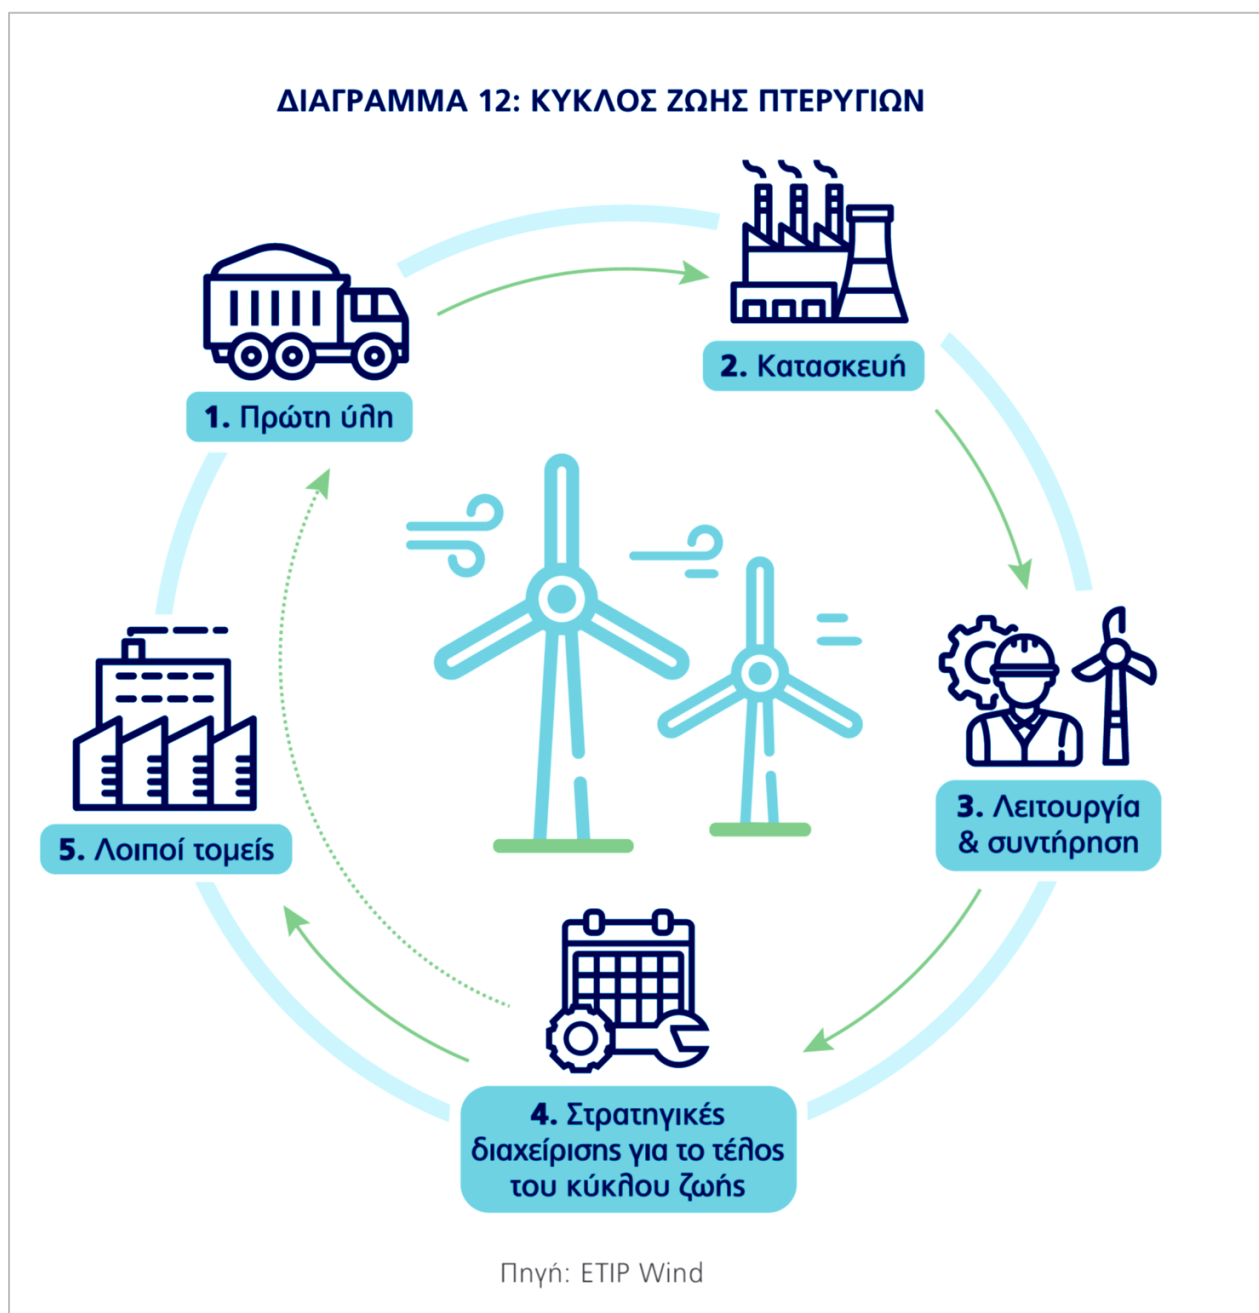 ΔΙΑΓΡΑΜΜΑ 12: ΚΥΚΛΟΣ ΖΩΗΣ ΠΤΕΡΥΓΙΩΝ
1. Πρώτη ύλη
2. Κατασκευή
3. Λειτουργία
& συντήρηση
4. Στρατηγικές
διαχείρισης για το τέλος
του κύκλου ζωής
5. Λοιποί τομείς
Πηγή: ETIP Wind